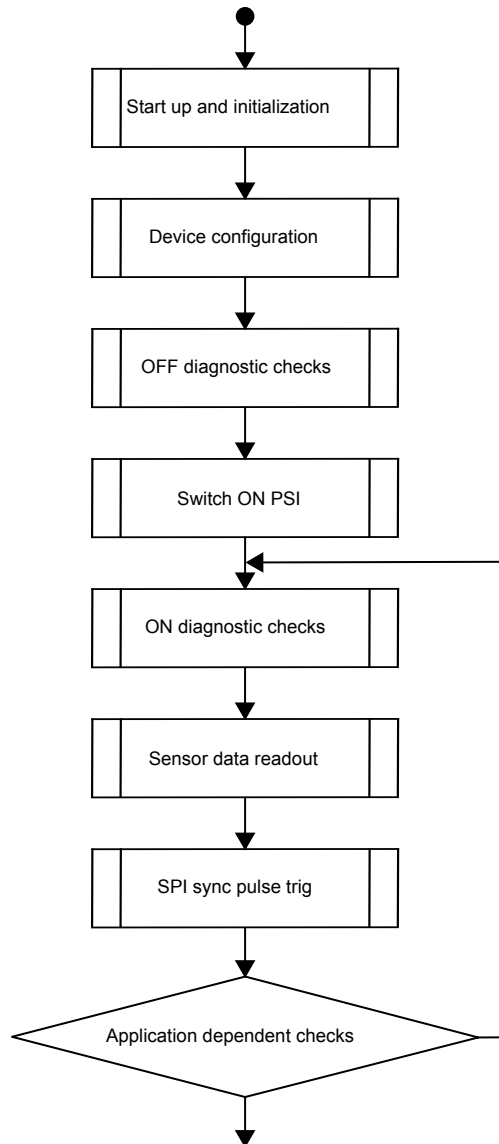 Start up and initialization
Device configuration
OFF diagnostic checks
Switch ON PSI
ON diagnostic checks
Sensor data readout
SPI sync pulse trig
Application dependent checks